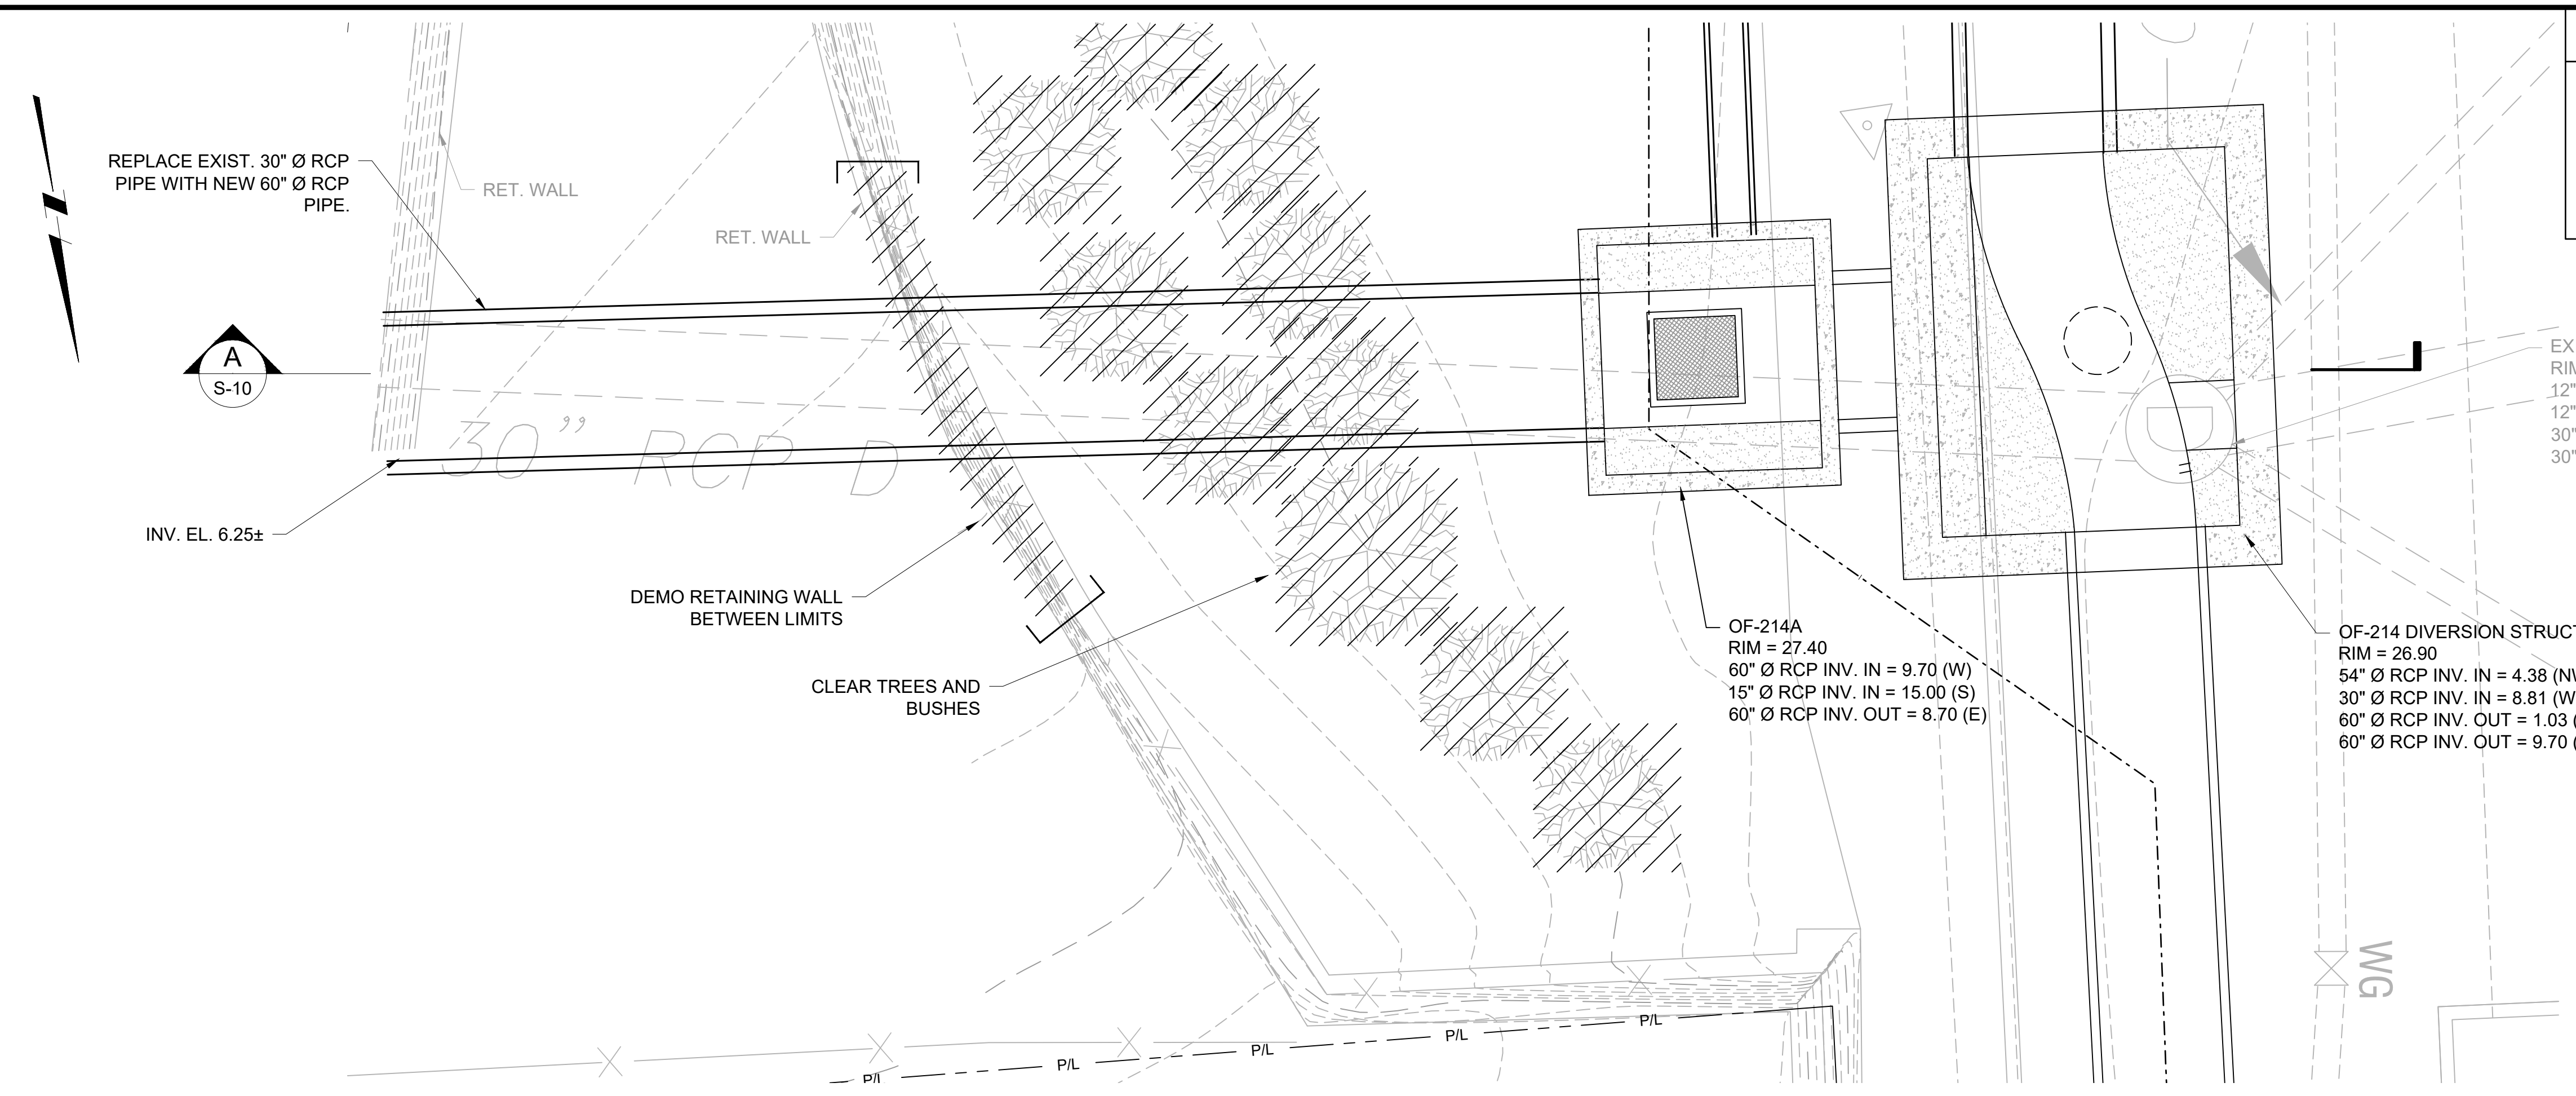 REPLACE EXIST. 30" Ø RCP
PIPE WITH NEW 60" Ø RCP
PIPE.
RET. WALL
RET. WALL
A
S-10
30" RCP D
INV. EL. 6.25±
DEMO RETAINING WALL
BETWEEN LIMITS
CLEAR TREES AND
BUSHES
OF-214A
RIM = 27.40
60" Ø RCP INV. IN = 9.70 (W)
15" Ø RCP INV. IN = 15.00 (S)
60" Ø RCP INV. OUT = 8.70 (E)
12"
12"
30"
30"
OF-214 DIVERSION
RIM = 26.90
54" Ø RCP INV. IN = 4.38
30" Ø RCP INV. IN = 8.81 (W
60" Ø RCP INV. OUT = 1.03
60" Ø RCP INV. OUT = 9.70
WG
P/L
P/L
P/L
P/L
P/L